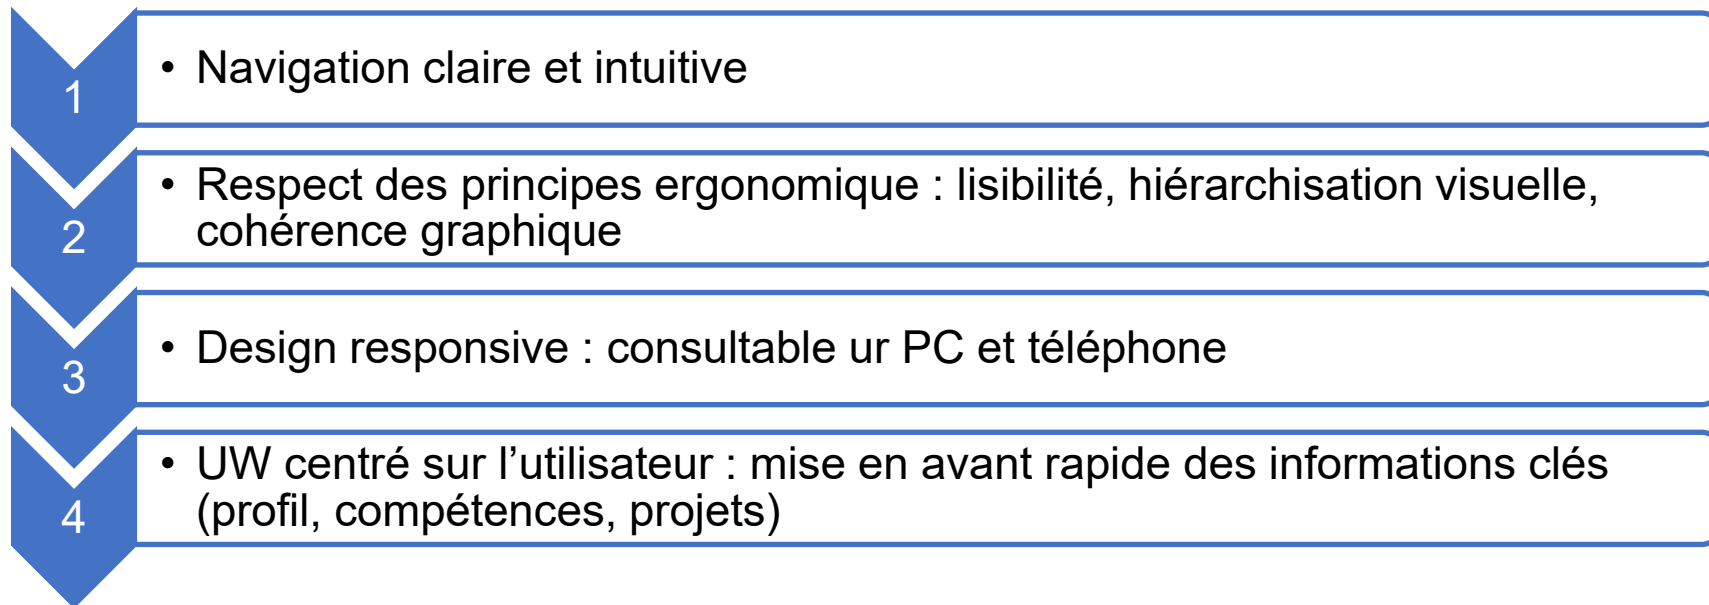 1
• Navigation claire et intuitive
2
• Respect des principes ergonomique : lisibilité, hiérarchisation visuelle,
cohérence graphique
3
• Design responsive : consultable ur PC et téléphone
4
• UW centré sur l’utilisateur : mise en avant rapide des informations clés
(profil, compétences, projets)